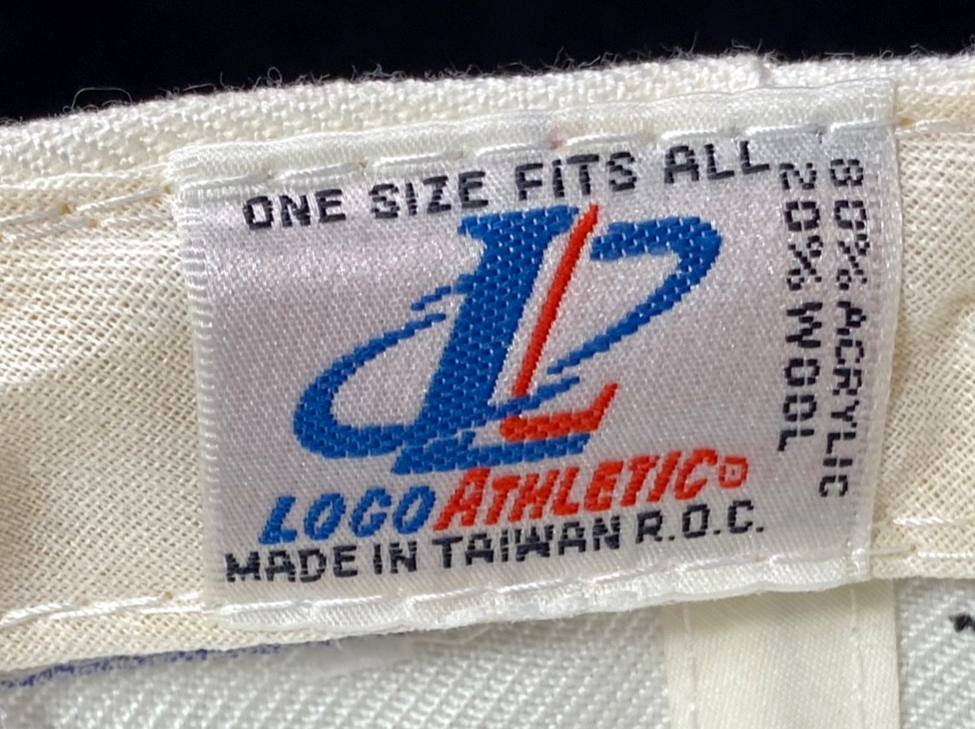 ONE SIZE FITS ALL
80% ACRYLIC
20% WOOL
LOGO ATHLETIC®
MADE IN TAIWAN R.O.C.